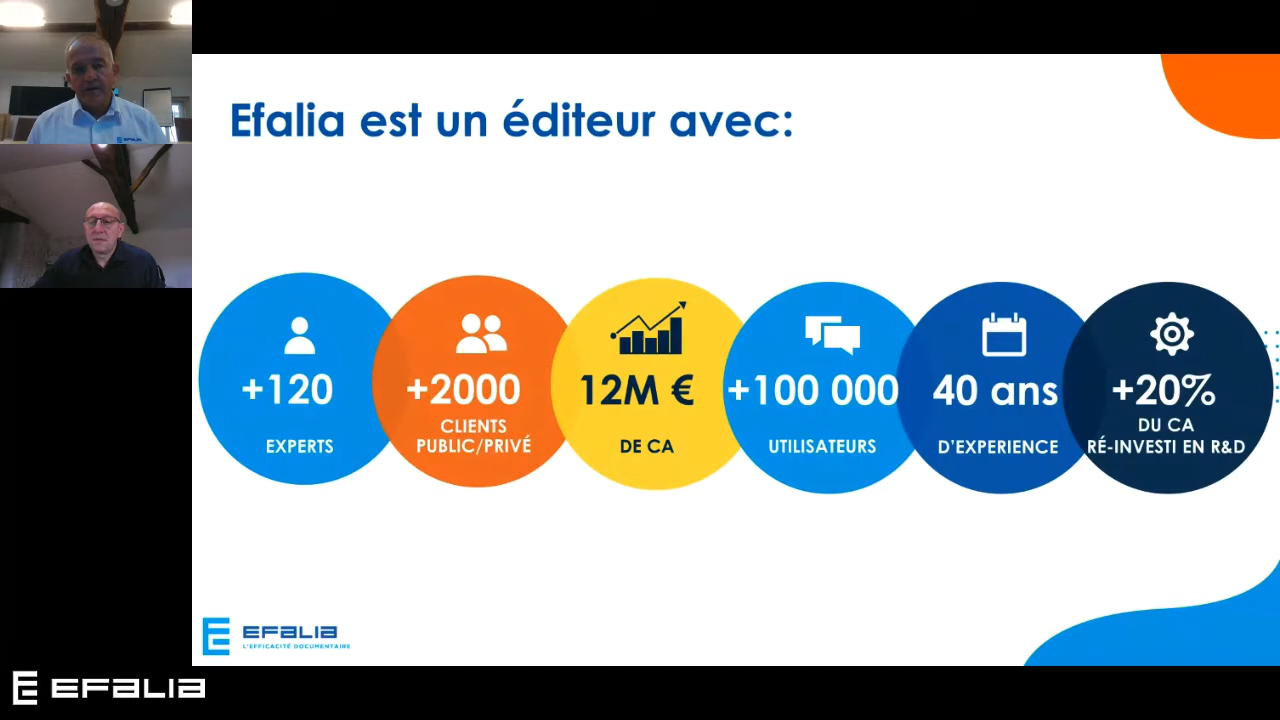 Efalia est un éditeur avec:
+120
EXPERTS
+2000
CLIENTS
PUBLIC/PRIVÉ
12M €
DE CA
+100 000
UTILISATEURS
40 ans
D'EXPERIENCE
+20%
DU CA
RÉ-INVESTI EN R&D
EFALIA
L'EFFICACITÉ DOCUMENTAIRE
EFALIA
EFALIA